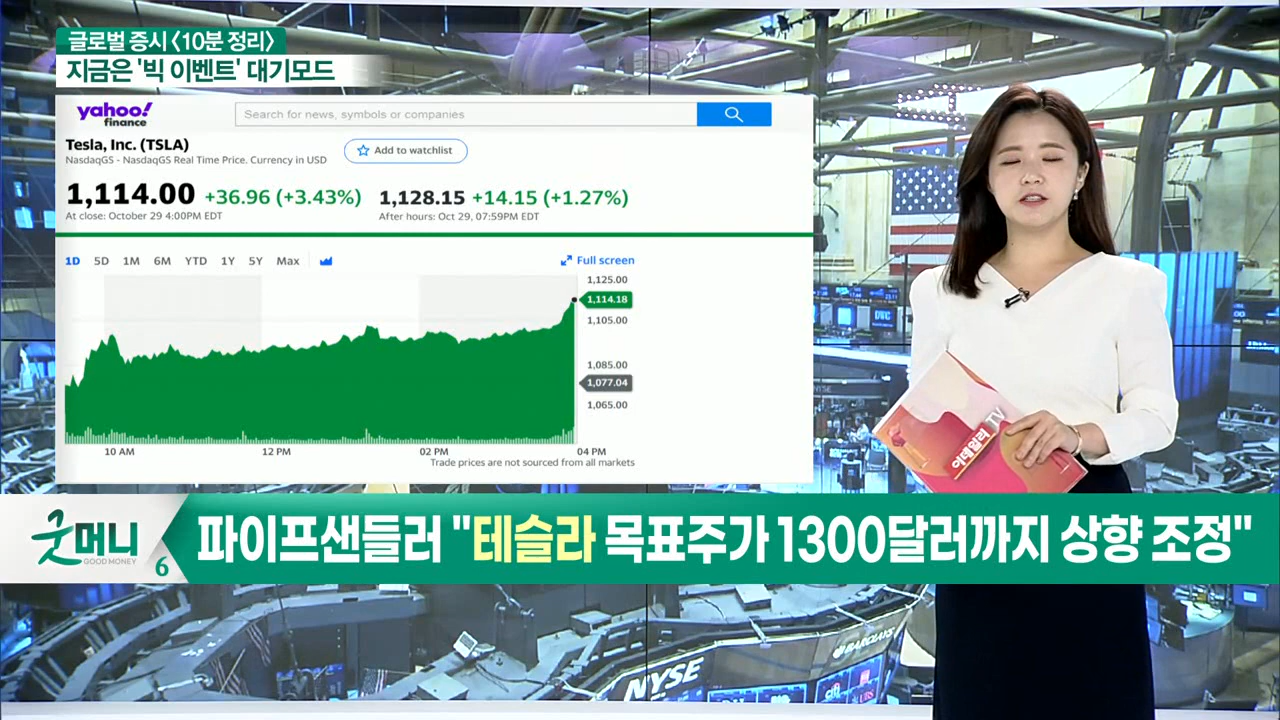 글로벌 증시 <10분 정리>
지금은 '빅 이벤트' 대기모드
yahoo!
finance
Search for news, symbols or companies
Tesla, Inc. (TSLA)
NasdaqGS - NasdaqGS Real Time Price. Currency in USD
Add to watchlist
1,114.00 +36.96 (+3.43%)
At close: October 29 4:00PM EDT
1,128.15 +14.15 (+1.27%)
After hours: Oct 29, 07:59PM EDT
1D 5D 1M 6M YTD 1Y 5Y Max
Full screen
1,125.00
1,114.18
1,105.00
1,085.00
1,077.04
1,065.00
10 AM 12 PM 02 PM 04 PM
Trade prices are not sourced from all markets
이데일리 TV
굿머니
GOOD MONEY
6
파이프샌들러 "테슬라 목표주가 1300달러까지 상향 조정"
NYSE
BARCLAYS
citi
UBS